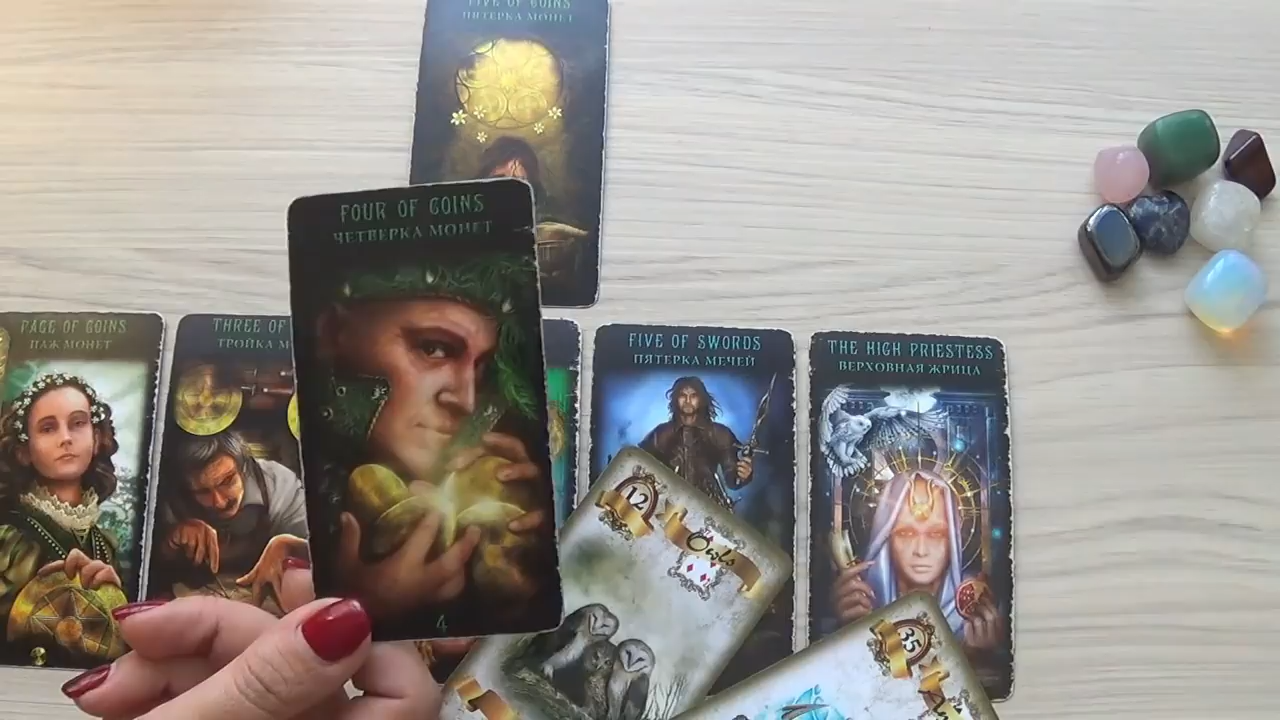 FIVE OF COINS
ПЯТЕРКА МОНЕТ
FOUR OF COINS
ЧЕТВЕРКА МОНЕТ
4
PAGE OF COINS
ПАЖ МОНЕТ
THREE OF
ТРОЙКА М
FIVE OF SWORDS
ПЯТЕРКА МЕЧЕЙ
THE HIGH PRIESTESS
ВЕРХОВНАЯ ЖРИЦА
12
Owls
35